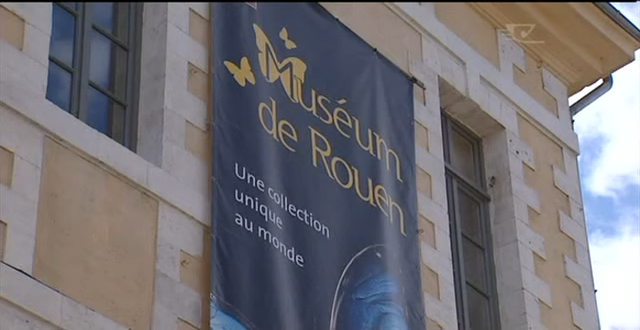 Muséum
de Rouen
Une collection
unique
au monde